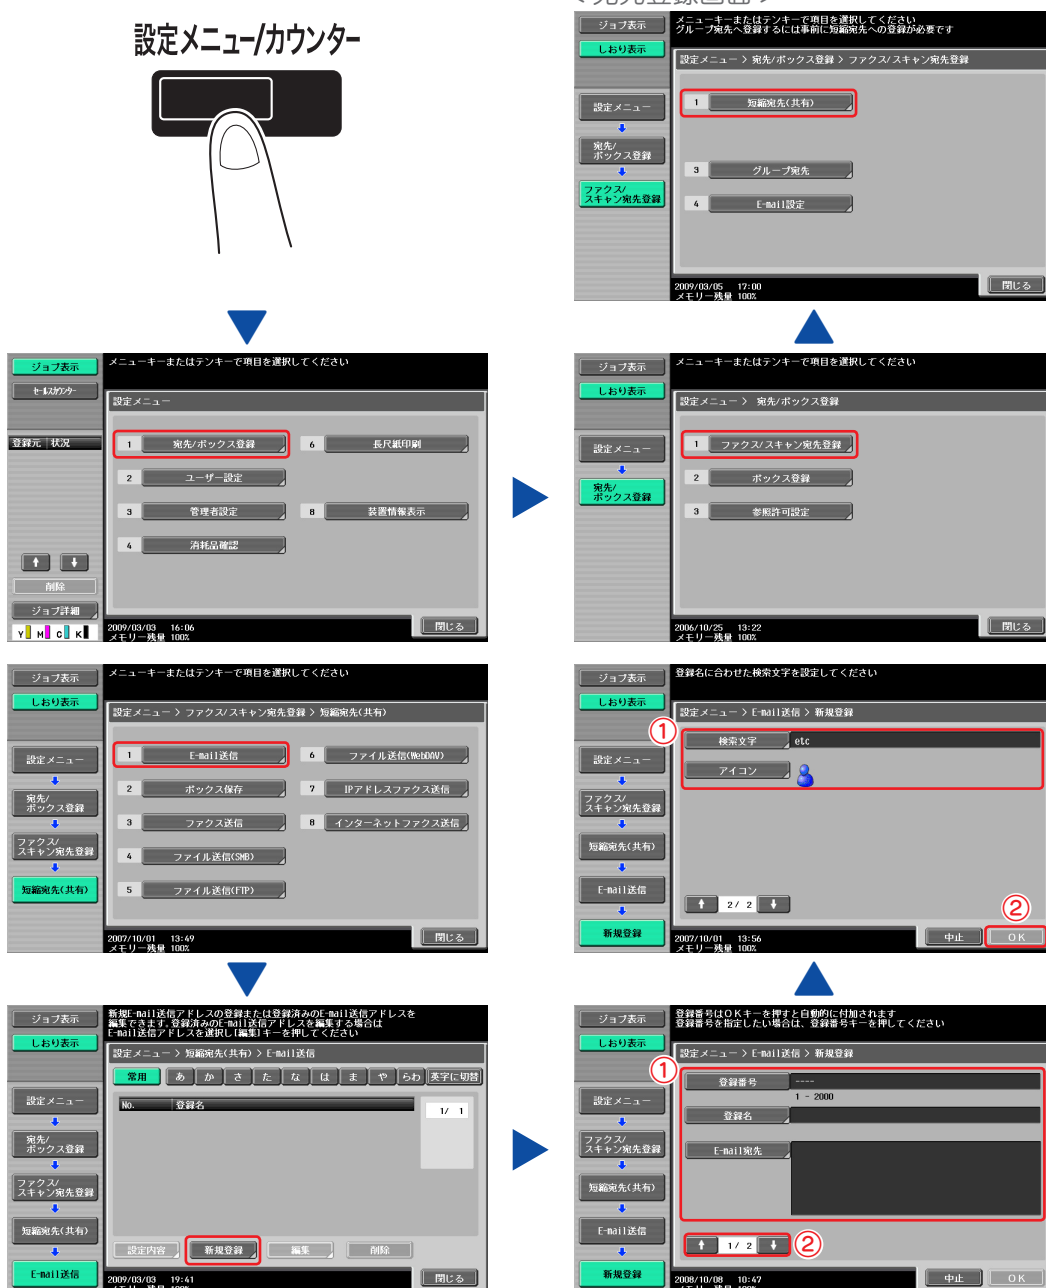 設定メニュー/カウンター
<宛先登録画面>
ジョブ表示
しおり表示
メニューキーまたはテンキーで項目を選択してください
グループ宛先へ登録するには事前に短縮宛先への登録が必要です
設定メニュー > 宛先/ボックス登録 > ファクス/スキャン宛先登録
設定メニュー
宛先/
ボックス登録
ファクス/
スキャン宛先登録
1 短縮宛先(共有)
3 グループ宛先
4 E-mail設定
2009/03/05 17:00
メモリー残量 100%
閉じる
ジョブ表示
セールスカウンター
メニューキーまたはテンキーで項目を選択してください
設定メニュー
登録元 状況
1 宛先/ボックス登録
6 長尺紙印刷
2 ユーザー設定
3 管理者設定
8 装置情報表示
4 消耗品確認
削除
ジョブ詳細
Y M C K
2009/03/03 16:06
メモリー残量 100%
閉じる
ジョブ表示
しおり表示
メニューキーまたはテンキーで項目を選択してください
設定メニュー > 宛先/ボックス登録
設定メニュー
宛先/
ボックス登録
1 ファクス/スキャン宛先登録
2 ボックス登録
3 参照許可設定
2006/10/25 13:22
メモリー残量 100%
閉じる
ジョブ表示
しおり表示
メニューキーまたはテンキーで項目を選択してください
設定メニュー > ファクス/スキャン宛先登録 > 短縮宛先(共有)
設定メニュー
宛先/
ボックス登録
ファクス/
スキャン宛先登録
短縮宛先(共有)
1 E-mail送信
6 ファイル送信(WebDAV)
2 ボックス保存
7 IPアドレスファクス送信
3 ファクス送信
8 インターネットファクス送信
4 ファイル送信(SMB)
5 ファイル送信(FTP)
2007/10/01 13:49
メモリー残量 100%
閉じる
ジョブ表示
しおり表示
登録名に合わせた検索文字を設定してください
設定メニュー > E-mail送信 > 新規登録
①
検索文字 etc
アイコン
設定メニュー
ファクス/
スキャン宛先登録
短縮宛先(共有)
E-mail送信
新規登録
↑ 2/ 2 ↓
②
2007/10/01 13:56
メモリー残量 100%
中止
OK
ジョブ表示
しおり表示
新規E-mail送信アドレスの登録または登録済みのE-mail送信アドレスを
編集できます。登録済みのE-mail送信アドレスを編集する場合は
E-mail送信アドレスを選択し[編集]キーを押してください
設定メニュー > 短縮宛先(共有) > E-mail送信
常用 あ か さ た な は ま や らわ 英字に切替
No. 登録名
1/ 1
設定メニュー
宛先/
ボックス登録
ファクス/
スキャン宛先登録
短縮宛先(共有)
E-mail送信
設定内容 新規登録 編集 削除
2009/03/03 19:41
メモリー残量 100%
閉じる
ジョブ表示
しおり表示
登録番号はOKキーを押すと自動的に付加されます
登録番号を指定したい場合は、登録番号キーを押してください
設定メニュー > E-mail送信 > 新規登録
①
登録番号 ----
1 - 2000
登録名
E-mail宛先
設定メニュー
ファクス/
スキャン宛先登録
短縮宛先(共有)
E-mail送信
新規登録
↑ 1/ 2 ↓
②
2008/10/08 10:47
メモリー残量 100%
中止
OK